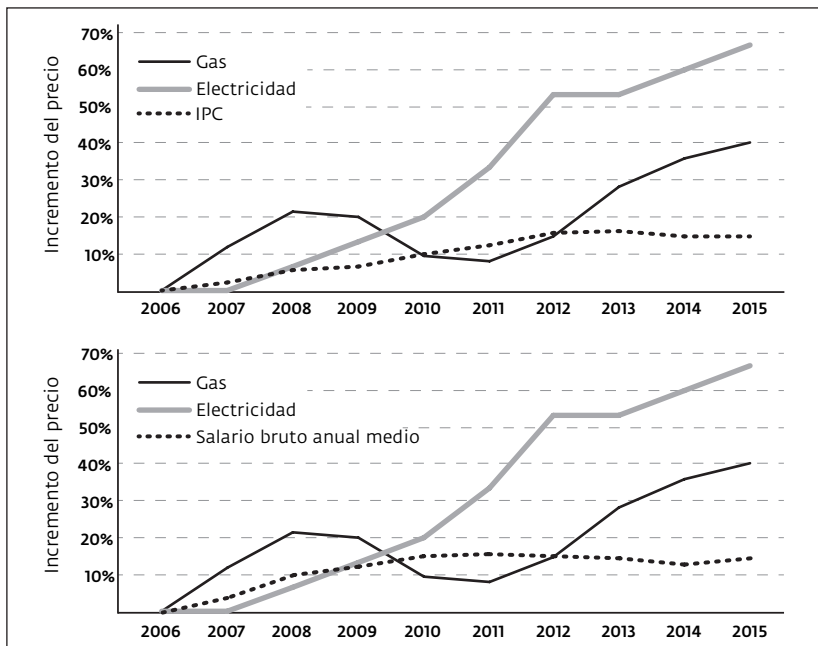 70%
60%
50%
40%
30%
20%
10%
Incremento del precio
Gas
Electricidad
IPC
2006 2007 2008 2009 2010 2011 2012 2013 2014 2015
70%
60%
50%
40%
30%
20%
10%
Incremento del precio
Gas
Electricidad
Salario bruto anual medio
2006 2007 2008 2009 2010 2011 2012 2013 2014 2015